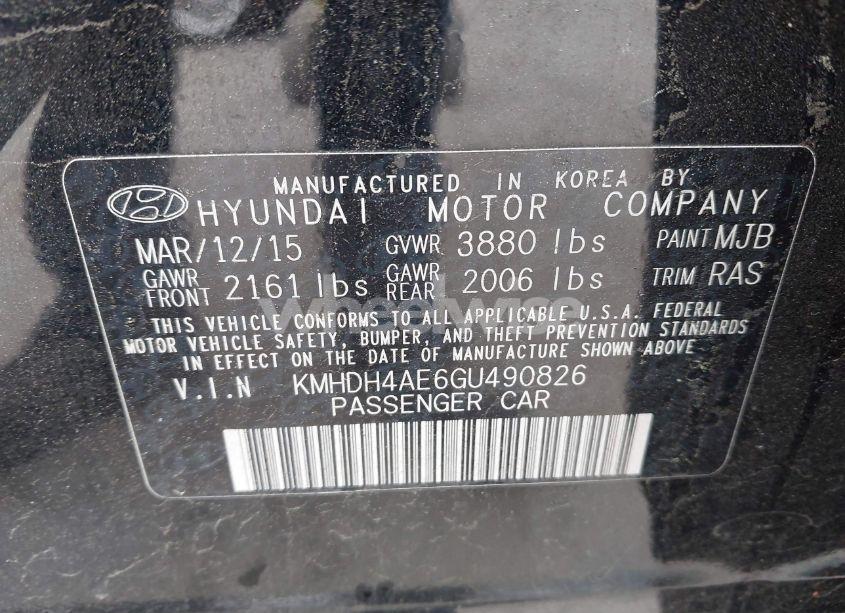 MANUFACTURED IN KOREA BY
HYUNDAI MOTOR COMPANY
MAR/12/15 GVWR 3880 lbs PAINT MJB
GAWR FRONT 2161 lbs GAWR REAR 2006 lbs TRIM RAS
THIS VEHICLE CONFORMS TO ALL APPLICABLE U.S.A. FEDERAL
MOTOR VEHICLE SAFETY, BUMPER, AND THEFT PREVENTION STANDARDS
IN EFFECT ON THE DATE OF MANUFACTURE SHOWN ABOVE
V.I.N KMHDH4AE6GU490826
PASSENGER CAR